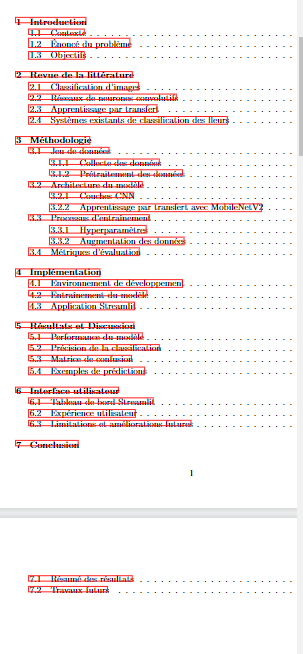 1 Introduction
1.1 Contexte . . . . . . . . . . . . . . . . . . . . . .
1.2 Énoncé du problème . . . . . . . . . . . . . . . .
1.3 Objectifs . . . . . . . . . . . . . . . . . . . . . .
2 Revue de la littérature
2.1 Classification d'images . . . . . . . . . . . . . . .
2.2 Réseaux de neurones convolutifs . . . . . . . . . .
2.3 Apprentissage par transfert . . . . . . . . . . . . .
2.4 Systèmes existants de classification des fleurs . . . .
3 Méthodologie
3.1 Jeu de données . . . . . . . . . . . . . . . . . . .
3.1.1 Collecte des données . . . . . . . . . . . . .
3.1.2 Prétraitement des données . . . . . . . . . .
3.2 Architecture du modèle . . . . . . . . . . . . . . .
3.2.1 Couches CNN . . . . . . . . . . . . . . . .
3.2.2 Apprentissage par transfert avec MobileNetV2 . .
3.3 Processus d'entraînement . . . . . . . . . . . . . .
3.3.1 Hyperparamètres . . . . . . . . . . . . . . .
3.3.2 Augmentation des données . . . . . . . . . .
3.4 Métriques d'évaluation . . . . . . . . . . . . . . .
4 Implémentation
4.1 Environnement de développement . . . . . . . . . .
4.2 Entraînement du modèle . . . . . . . . . . . . . .
4.3 Application Streamlit . . . . . . . . . . . . . . . .
5 Résultats et Discussion
5.1 Performance du modèle . . . . . . . . . . . . . . .
5.2 Précision de la classification . . . . . . . . . . . .
5.3 Matrice de confusion . . . . . . . . . . . . . . . .
5.4 Exemples de prédictions . . . . . . . . . . . . . .
6 Interface utilisateur
6.1 Tableau de bord Streamlit . . . . . . . . . . . . .
6.2 Expérience utilisateur . . . . . . . . . . . . . . . .
6.3 Limitations et améliorations futures . . . . . . . . .
7 Conclusion
1
7.1 Résumé des résultats . . . . . . . . . . . . . . . .
7.2 Travaux futurs . . . . . . . . . . . . . . . . . . .